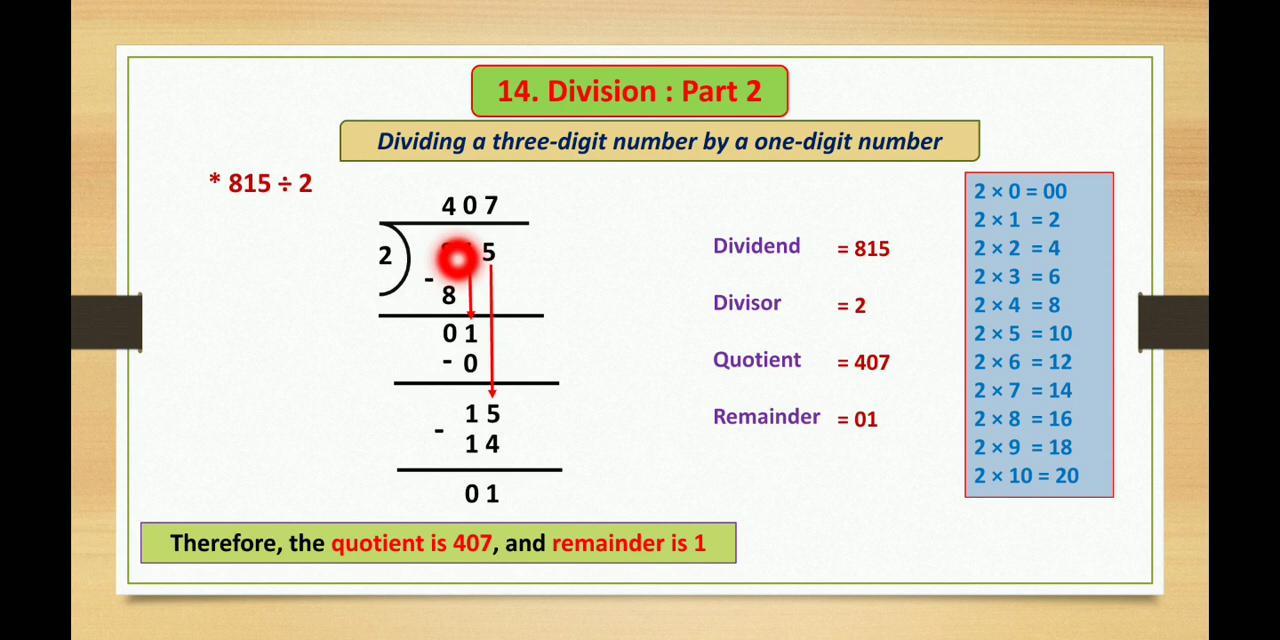 14. Division : Part 2
Dividing a three-digit number by a one-digit number
* 815 ÷ 2
4 0 7
2 5
-
8
0 1
- 0
1 5
-
1 4
0 1
Dividend = 815
Divisor = 2
Quotient = 407
Remainder = 01
2 × 0 = 00
2 × 1 = 2
2 × 2 = 4
2 × 3 = 6
2 × 4 = 8
2 × 5 = 10
2 × 6 = 12
2 × 7 = 14
2 × 8 = 16
2 × 9 = 18
2 × 10 = 20
Therefore, the quotient is 407, and remainder is 1